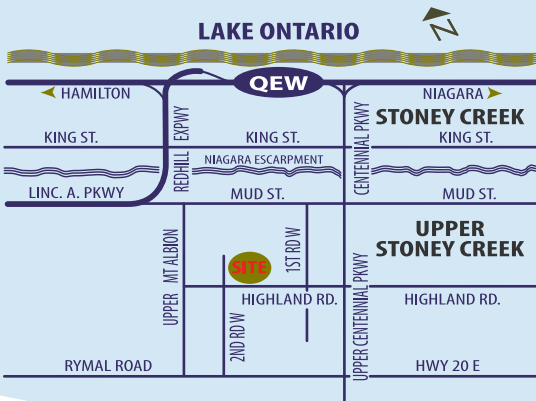 LAKE ONTARIO
N
QEW
HAMILTON
NIAGARA
REDHILL EXPWY
CENTENNIAL PKWY
STONEY CREEK
KING ST.
KING ST.
KING ST.
NIAGARA ESCARPMENT
LINC. A. PKWY
MUD ST.
MUD ST.
UPPER
STONEY CREEK
UPPER MT ALBION
SITE
1ST RD W
2ND RD W
UPPER CENTENNIAL PKWY
HIGHLAND RD.
HIGHLAND RD.
RYMAL ROAD
HWY 20 E